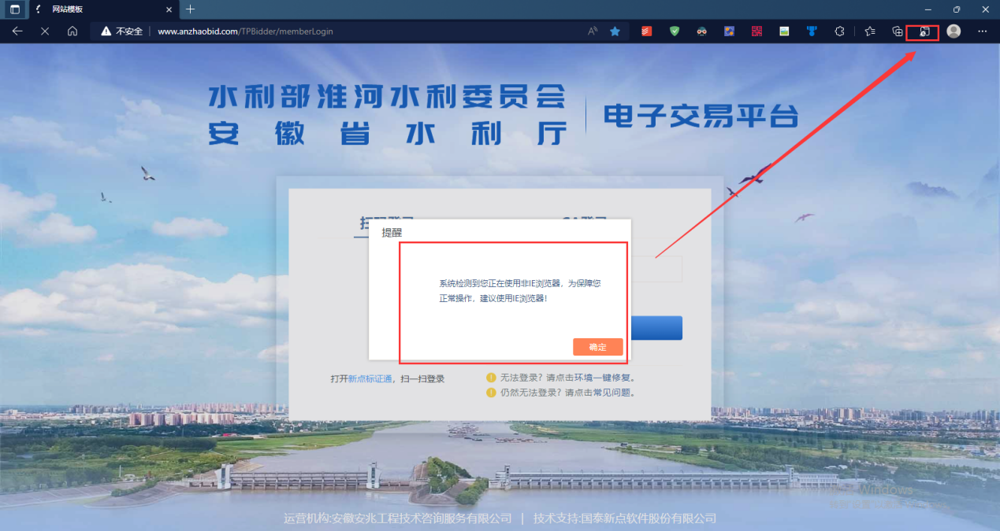 网站模板
不安全
www.anzhaobid.com/TPBidder/memberLogin
水利部淮河水利委员会
安徽省水利厅
电子交易平台
提醒
系统检测到您正在使用非IE浏览器，为保障您
正常操作，建议使用IE浏览器！
确定
打开新点标证通，扫一扫登录
无法登录？请点击环境一键修复。
仍然无法登录？请点击常见问题。
运营机构:安徽安兆工程技术咨询服务有限公司 | 技术支持:国泰新点软件股份有限公司